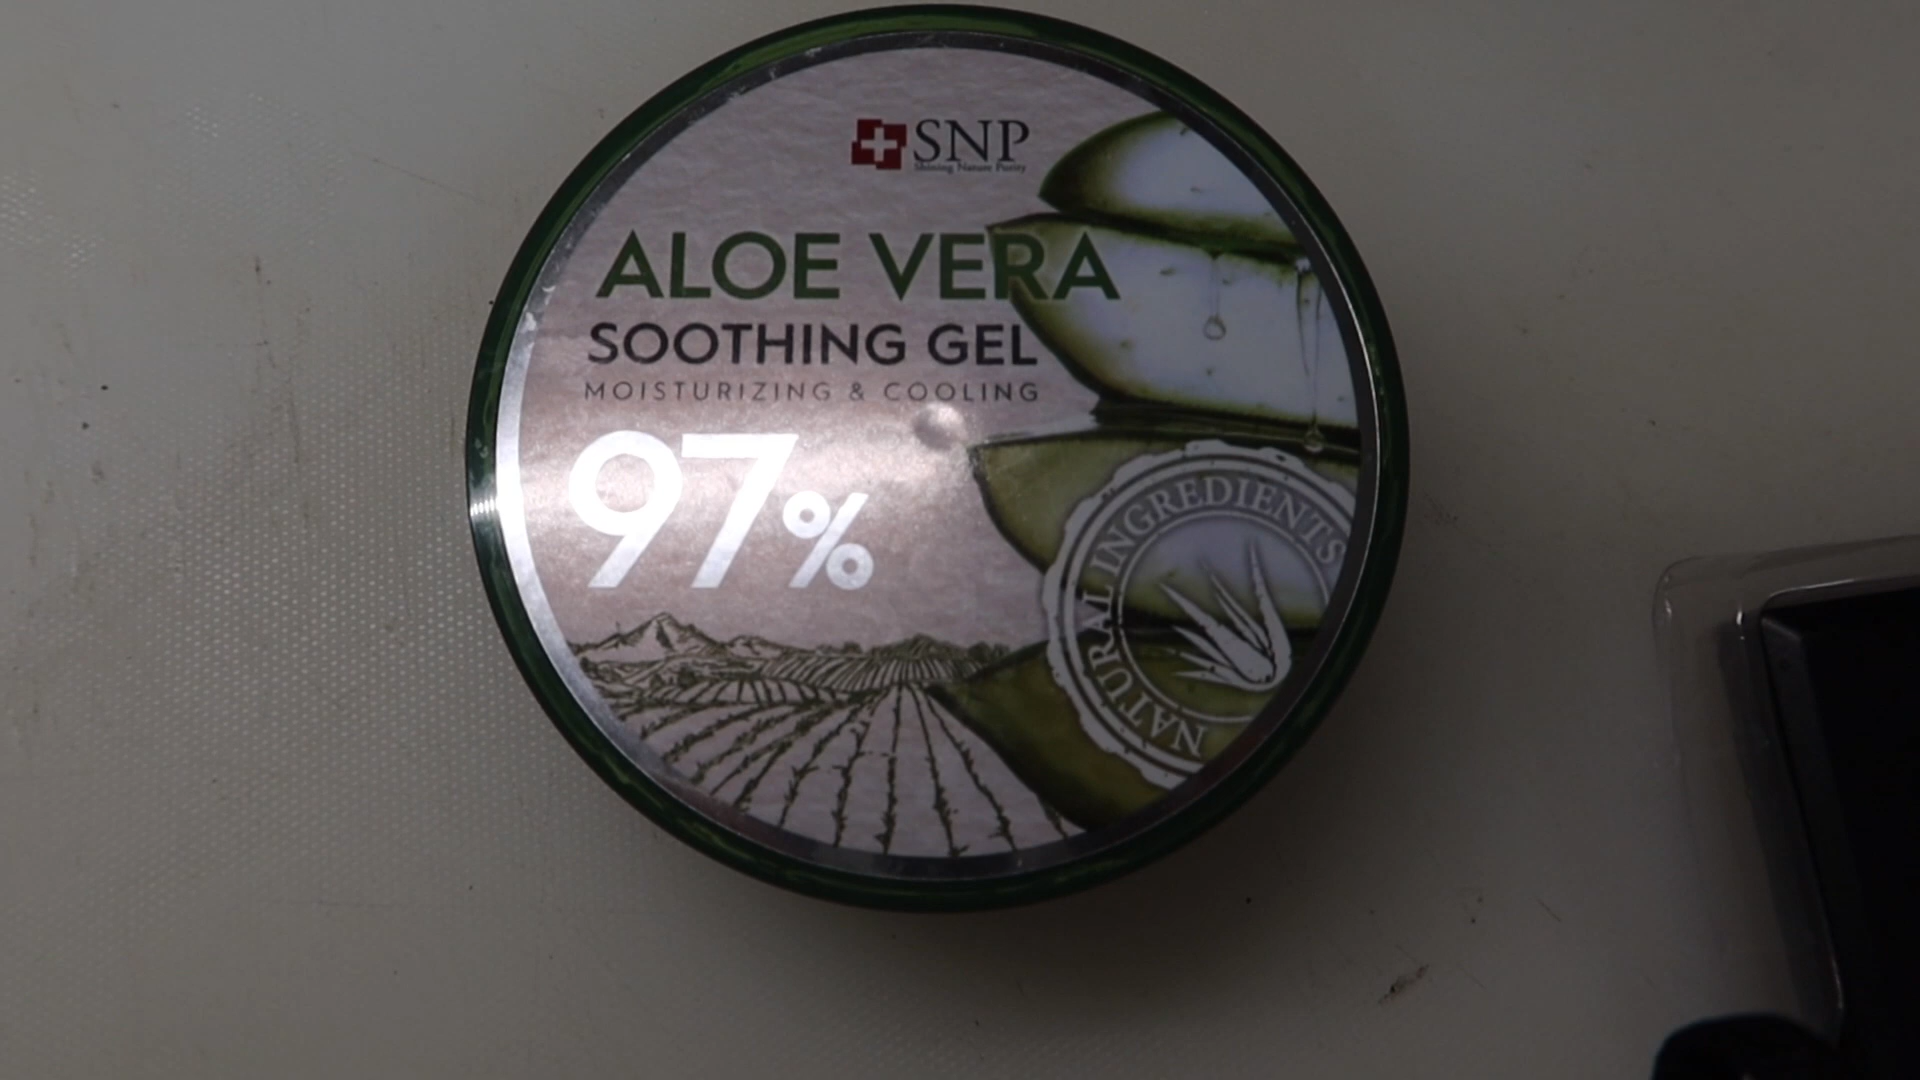 SNP
Shining Nature Purity
ALOE VERA
SOOTHING GEL
MOISTURIZING & COOLING
97%
NATURAL INGREDIENTS